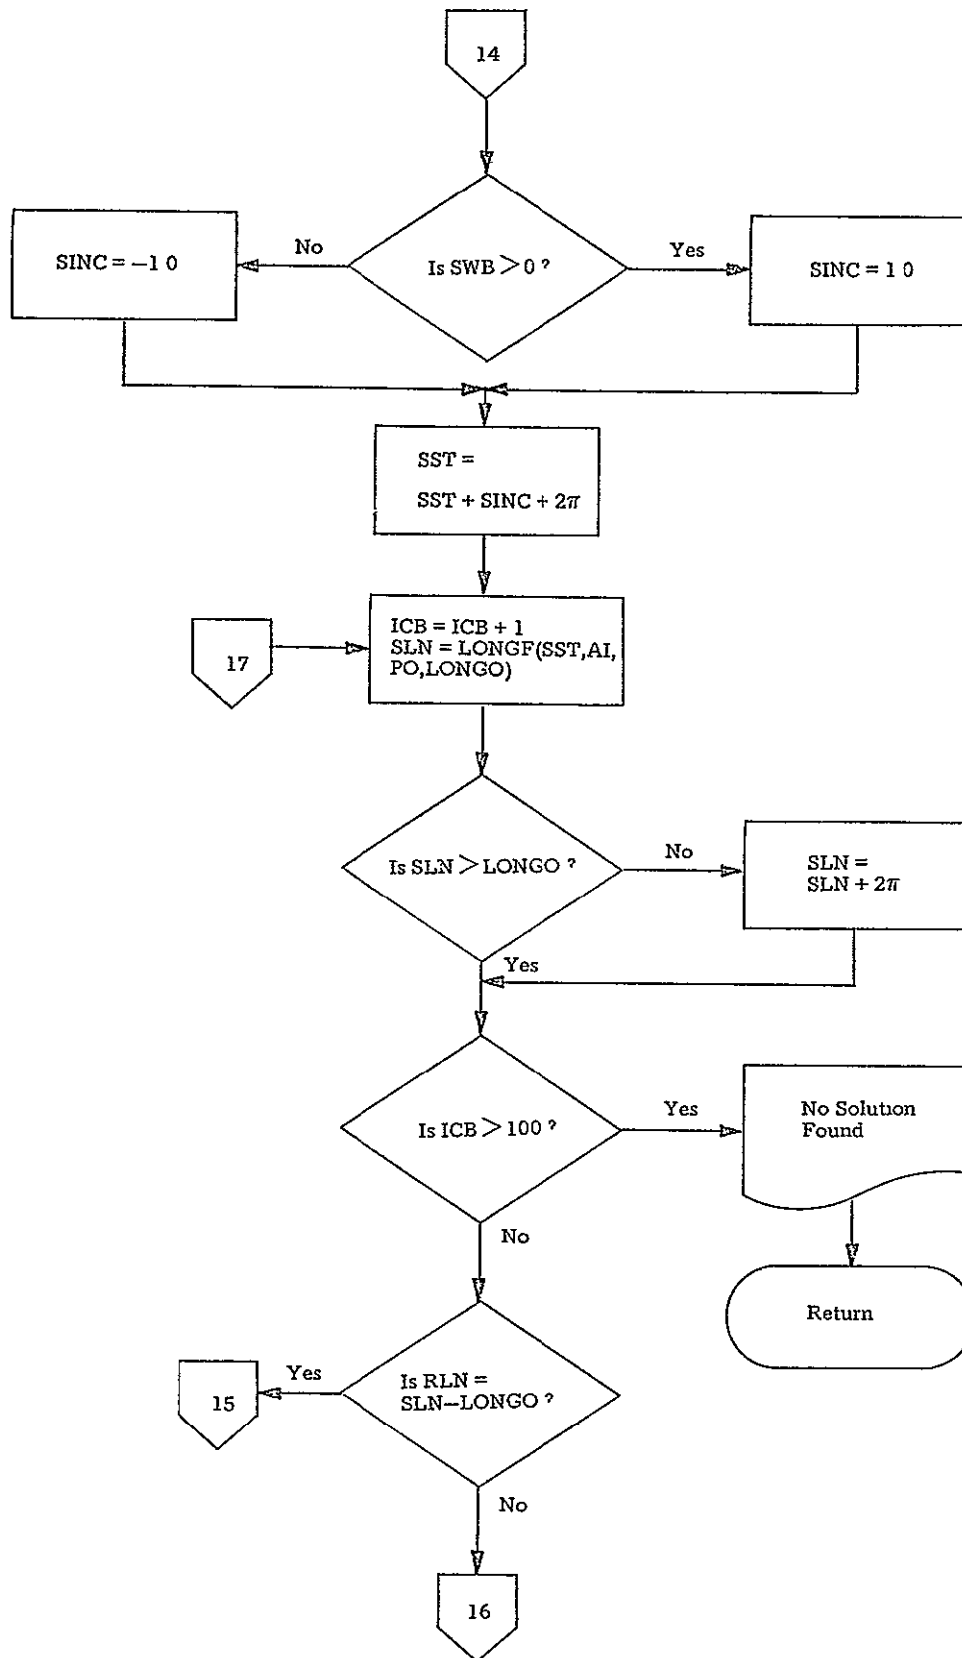 14
No
Yes
SINC = −1 0
Is SWB > 0 ?
SINC = 1 0
SST =
SST + SINC + 2π
17
ICB = ICB + 1
SLN = LONGF(SST,AI,
PO,LONGO)
Is SLN > LONGO ?
No
SLN =
SLN + 2π
Yes
Is ICB > 100 ?
Yes
No Solution
Found
No
Return
15
Yes
Is RLN =
SLN−LONGO ?
No
16